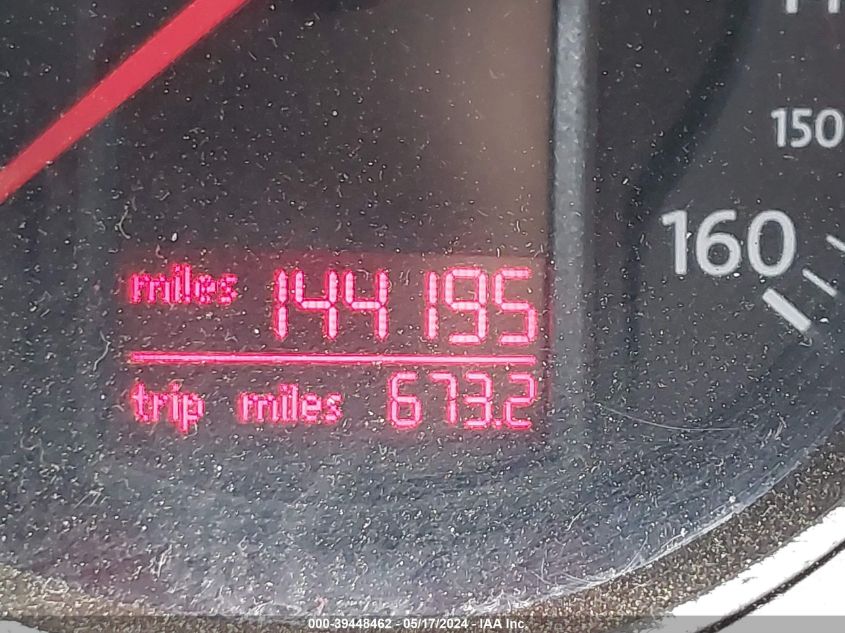 150
160
miles 144195
trip miles 673.2
000-39448462 - 05/17/2024 - IAA Inc.